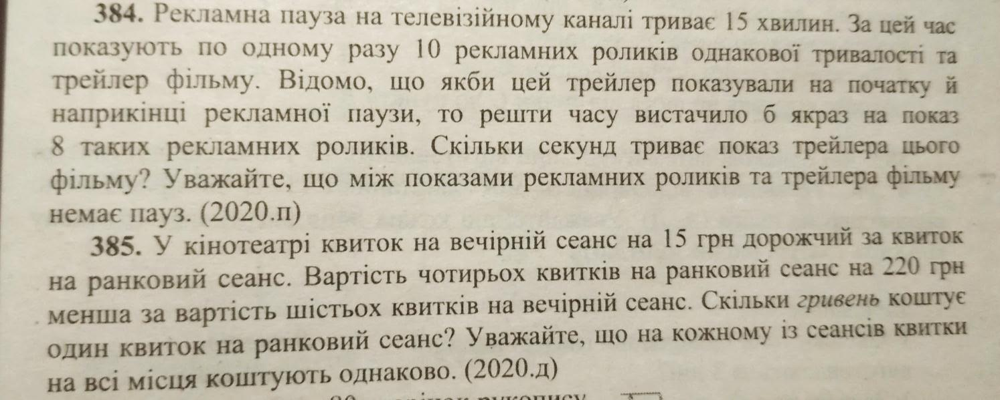 384. Рекламна пауза на телевізійному каналі триває 15 хвилин. За цей час
показують по одному разу 10 рекламних роликів однакової тривалості та
трейлер фільму. Відомо, що якби цей трейлер показували на початку й
наприкінці рекламної паузи, то решти часу вистачило б якраз на показ
8 таких рекламних роликів. Скільки секунд триває показ трейлера цього
фільму? Уважайте, що між показами рекламних роликів та трейлера фільму
немає пауз. (2020.п)
385. У кінотеатрі квиток на вечірній сеанс на 15 грн дорожчий за квиток
на ранковий сеанс. Вартість чотирьох квитків на ранковий сеанс на 220 грн
менша за вартість шістьох квитків на вечірній сеанс. Скільки гривень коштує
один квиток на ранковий сеанс? Уважайте, що на кожному із сеансів квитки
на всі місця коштують однаково. (2020.д)